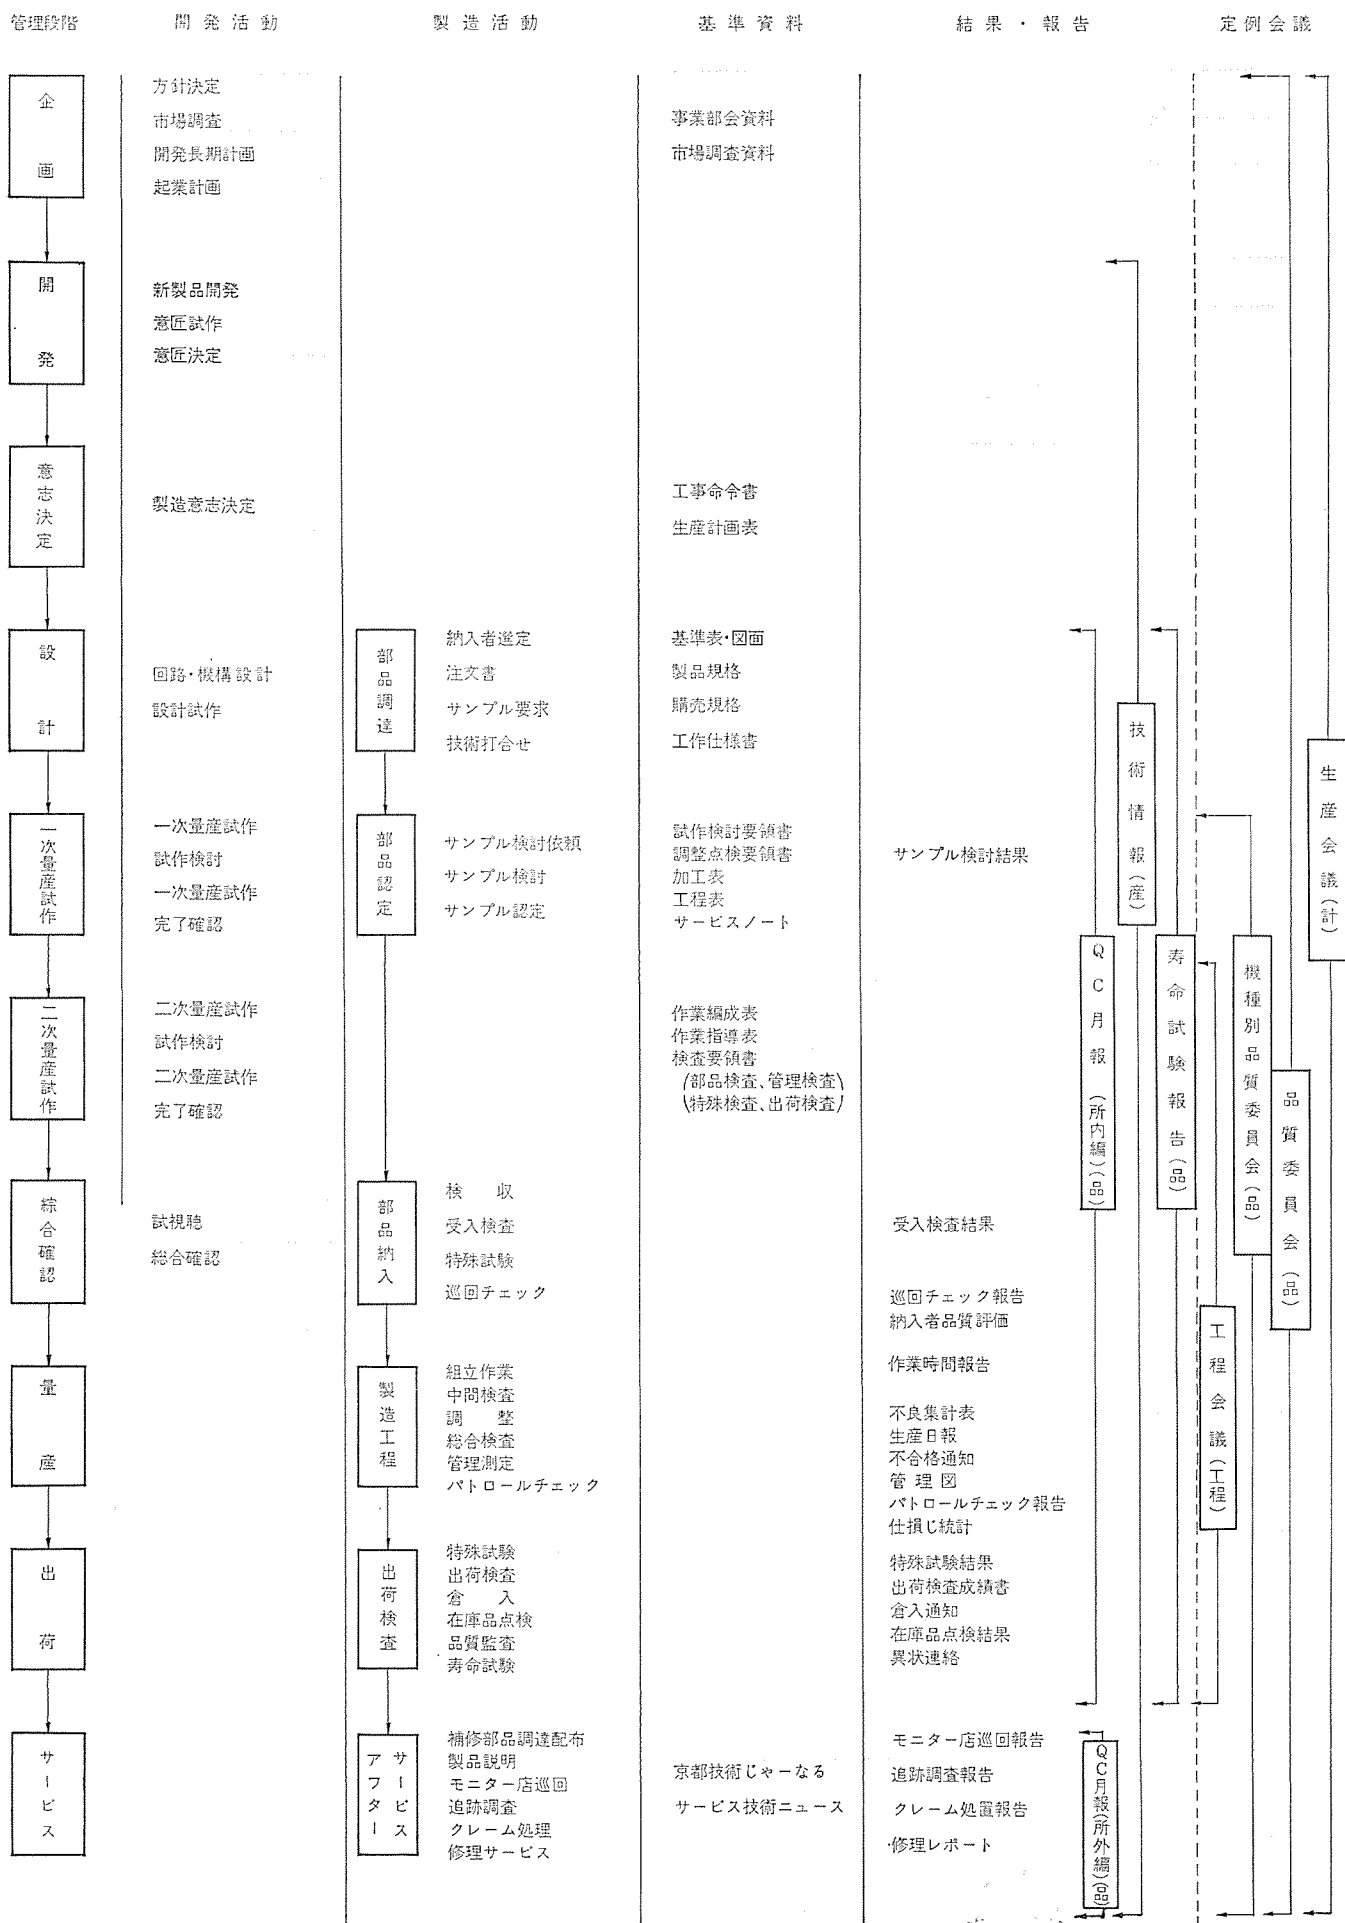 管理段階
開発活動
製造活動
基準資料
結果・報告
定例会議
企画
方針決定
市場調査
開発長期計画
起業計画
事業部会資料
市場調査資料
開発
新製品開発
意匠試作
意匠決定
意志決定
製造意志決定
工事命令書
生産計画表
設計
回路・機構設計
設計試作
部品調達
納入者選定
注文書
サンプル要求
技術打合せ
基準表・図面
製品規格
購売規格
工作仕様書
一次量産試作
一次量産試作
試作検討
一次量産試作
完了確認
部品認定
サンプル検討依頼
サンプル検討
サンプル認定
試作検討要領書
調整点検要領書
加工表
工程表
サービスノート
サンプル検討結果
二次量産試作
二次量産試作
試作検討
二次量産試作
完了確認
作業編成表
作業指導表
検査要領書
(部品検査、管理検査)
(特殊検査、出荷検査)
綜合確認
試視聴
総合確認
部品納入
検収
受入検査
特殊試験
巡回チェック
受入検査結果
巡回チェック報告
納入者品質評価
量産
製造工程
組立作業
中間検査
調整
総合検査
管理測定
パトロールチェック
作業時間報告
不良集計表
生産日報
不合格通知
管理図
パトロールチェック報告
仕損じ統計
出荷
出荷検査
特殊試験
出荷検査
倉入
在庫品点検
品質監査
寿命試験
特殊試験結果
出荷検査成績書
倉入通知
在庫品点検結果
異状連絡
サービス
アフターサービス
補修部品調達配布
製品説明
モニター店巡回
追跡調査
クレーム処理
修理サービス
京都技術じゃーなる
サービス技術ニュース
モニター店巡回報告
追跡調査報告
クレーム処置報告
修理レポート
QC月報(所内編)(品)
QC月報(所外編)(品)
技術情報(産)
寿命試験報告(品)
工程会議(工程)
機種別品質委員会(品)
品質委員会(品)
生産会議(計)